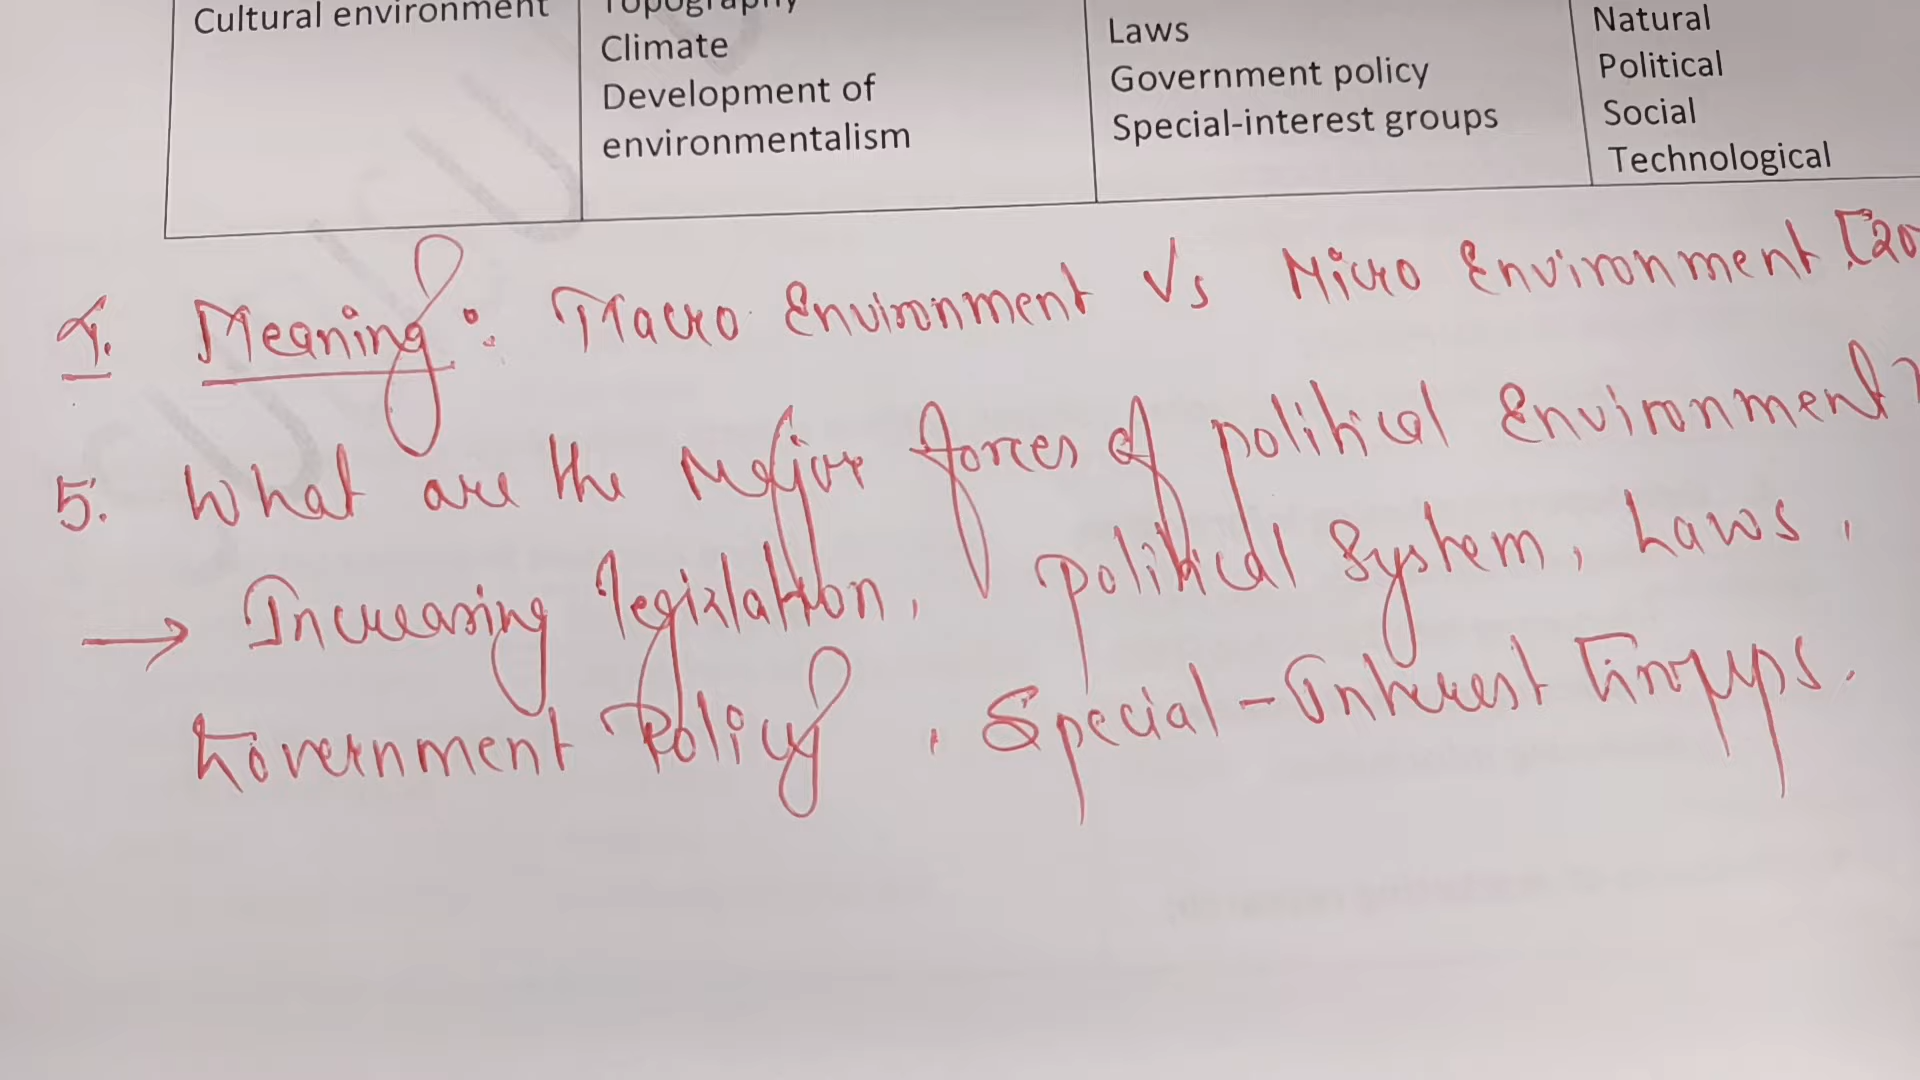 Cultural environment
Topography
Climate
Development of
environmentalism
Laws
Government policy
Special-interest groups
Natural
Political
Social
Technological
4. Meaning: Macro Environment Vs Micro Environment [20
5. What are the Major forces of political Environment?
→ Increasing legislation, political System, Laws,
Government Policy, Special-Interest Groups.